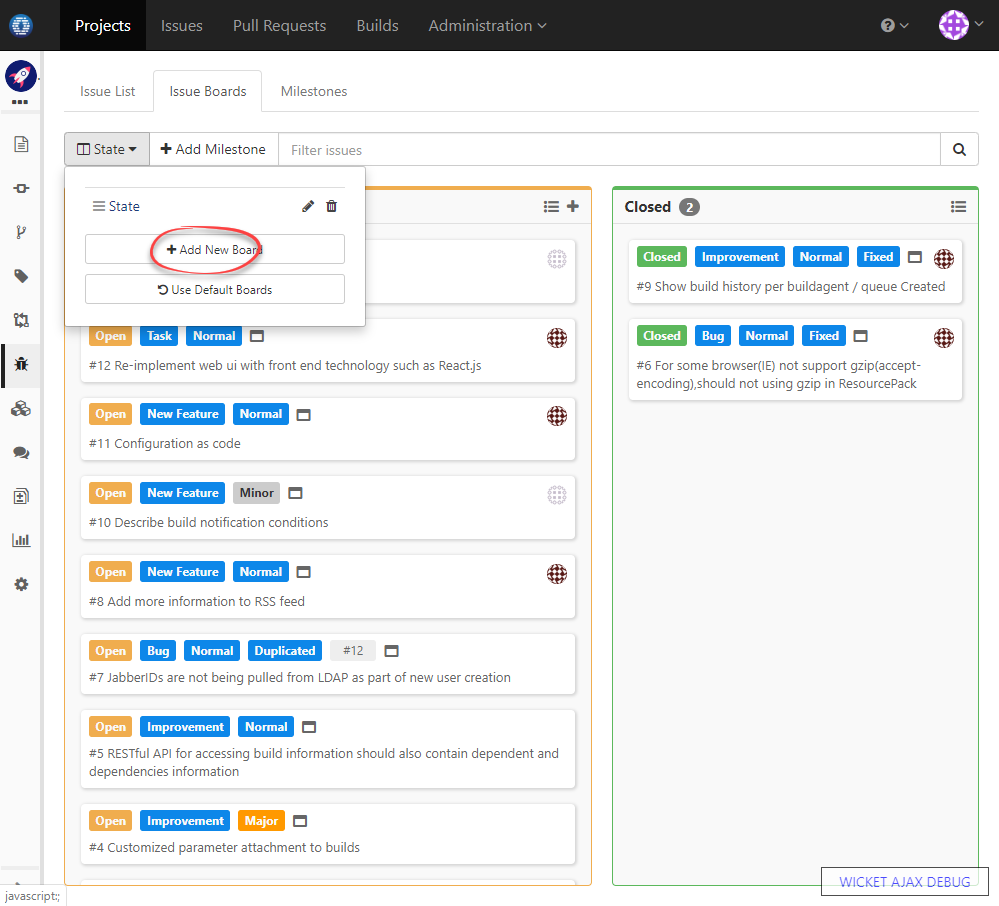 Projects Issues Pull Requests Builds Administration
Issue List Issue Boards Milestones
State Add Milestone Filter issues
State
Add New Board
Use Default Boards
Open Task Normal
#12 Re-implement web ui with front end technology such as React.js
Open New Feature Normal
#11 Configuration as code
Open New Feature Minor
#10 Describe build notification conditions
Open New Feature Normal
#8 Add more information to RSS feed
Open Bug Normal Duplicated #12
#7 JabberIDs are not being pulled from LDAP as part of new user creation
Open Improvement Normal
#5 RESTful API for accessing build information should also contain dependent and
dependencies information
Open Improvement Major
#4 Customized parameter attachment to builds
Closed 2
Closed Improvement Normal Fixed
#9 Show build history per buildagent / queue Created
Closed Bug Normal Fixed
#6 For some browser(IE) not support gzip(accept-
encoding),should not using gzip in ResourcePack
WICKET AJAX DEBUG
javascript:;